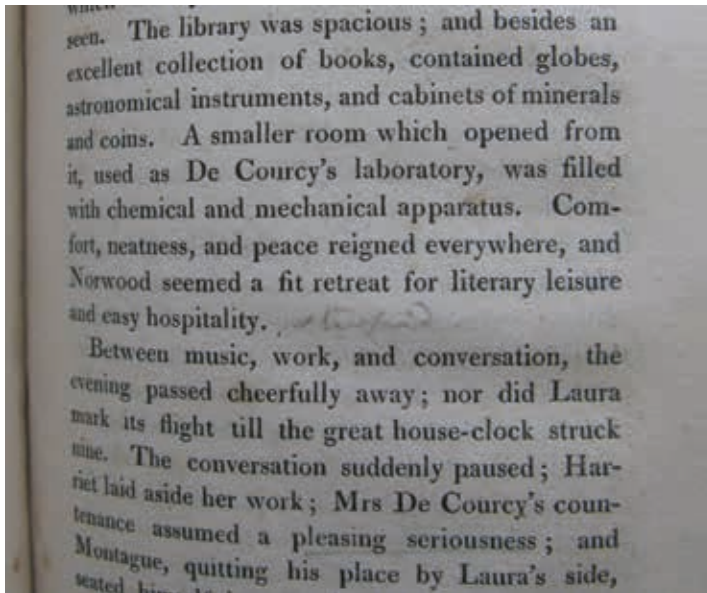 seen. The library was spacious ; and besides an
excellent collection of books, contained globes,
astronomical instruments, and cabinets of minerals
and coins. A smaller room which opened from
it, used as De Courcy's laboratory, was filled
with chemical and mechanical apparatus. Com-
fort, neatness, and peace reigned everywhere, and
Norwood seemed a fit retreat for literary leisure
and easy hospitality.
Between music, work, and conversation, the
evening passed cheerfully away ; nor did Laura
mark its flight till the great house-clock struck
nine. The conversation suddenly paused ; Har-
riet laid aside her work ; Mrs De Courcy's coun-
tenance assumed a pleasing seriousness ; and
Montague, quitting his place by Laura's side,
seated